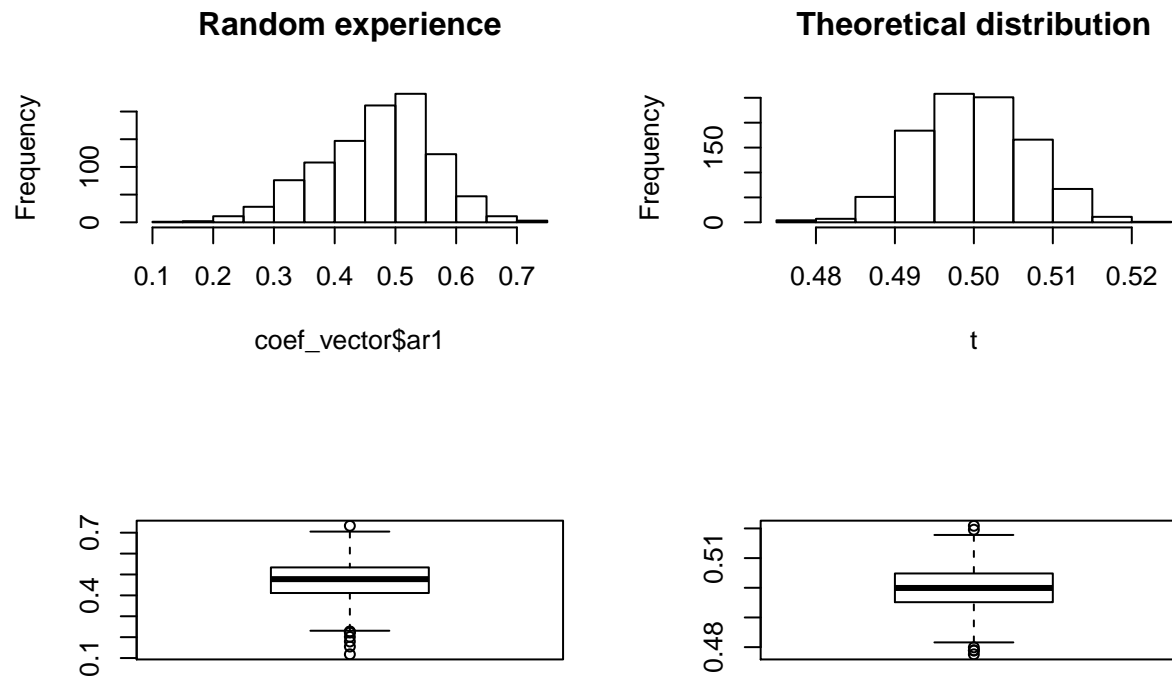 Random experience
Frequency
0
100
0.1 0.2 0.3 0.4 0.5 0.6 0.7
coef_vector$ar1
Theoretical distribution
Frequency
0
150
0.48 0.49 0.50 0.51 0.52
t
0.1
0.4
0.7
0.48
0.51